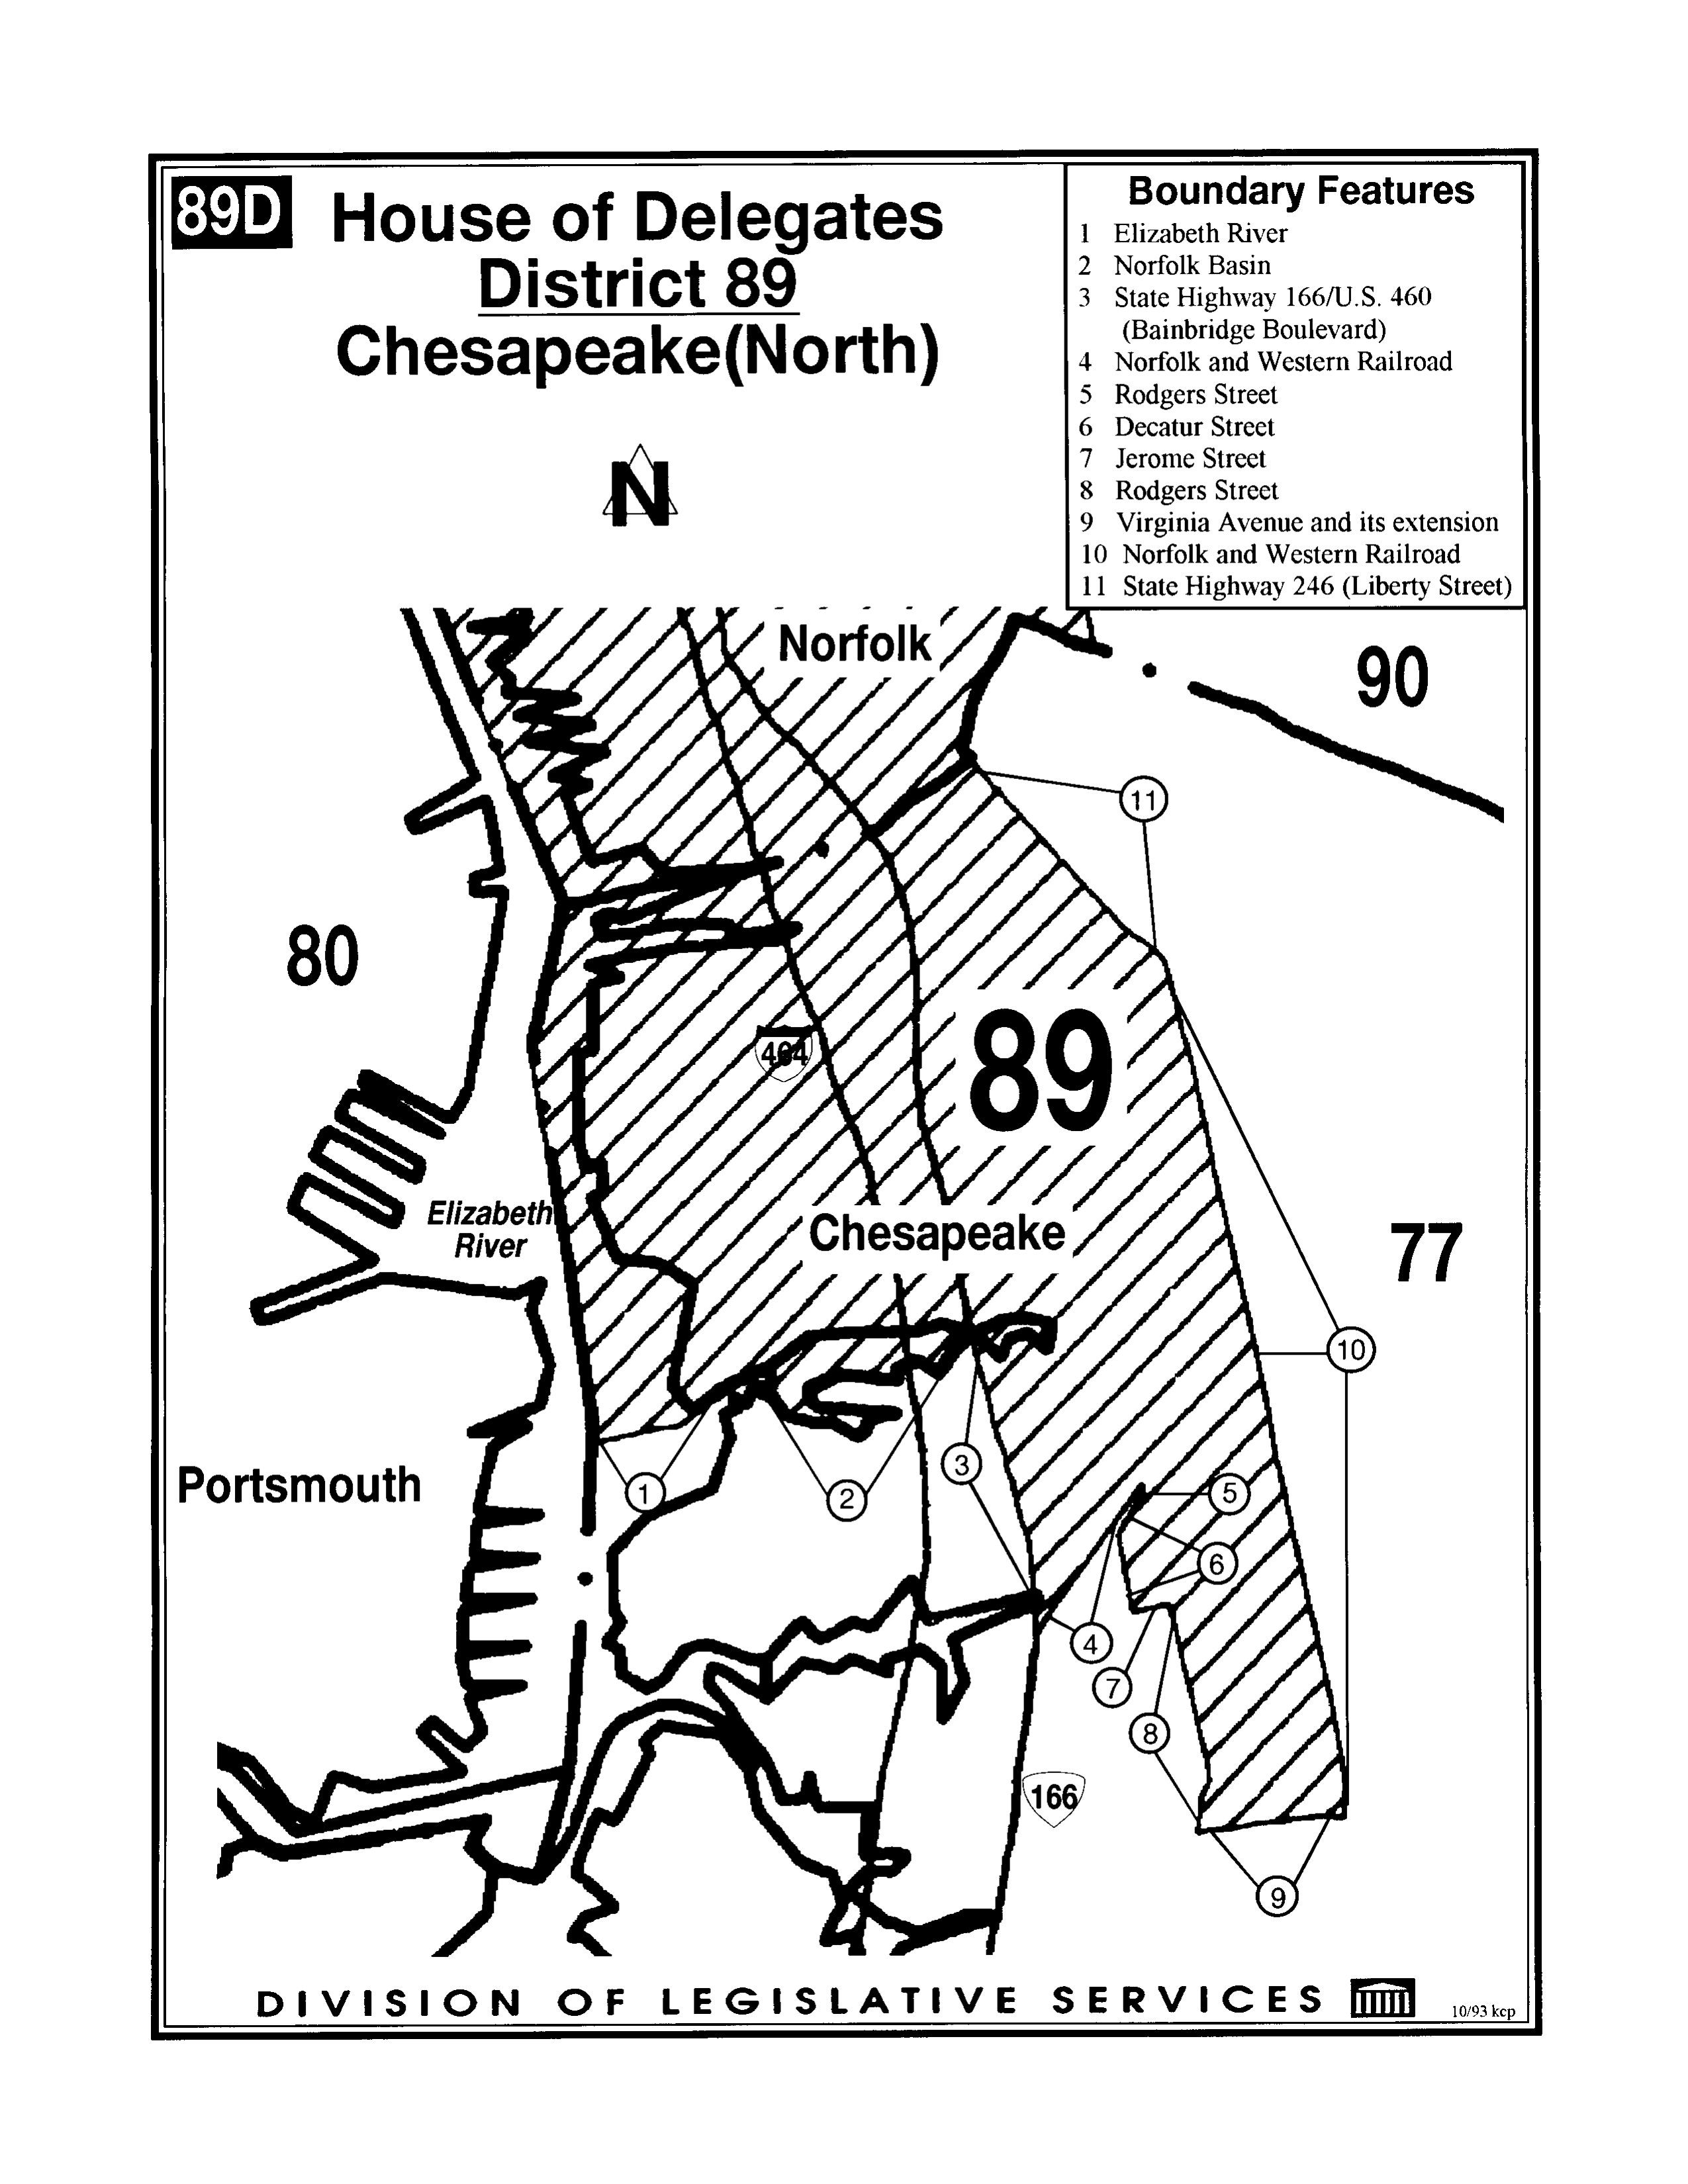 89D
House of Delegates
District 89
Chesapeake(North)
N
Boundary Features
1 Elizabeth River
2 Norfolk Basin
3 State Highway 166/U.S. 460
(Bainbridge Boulevard)
4 Norfolk and Western Railroad
5 Rodgers Street
6 Decatur Street
7 Jerome Street
8 Rodgers Street
9 Virginia Avenue and its extension
10 Norfolk and Western Railroad
11 State Highway 246 (Liberty Street)
Norfolk
90
11
80
89
464
Elizabeth
River
Chesapeake
77
10
Portsmouth
1
2
3
5
6
4
7
8
166
9
DIVISION OF LEGISLATIVE SERVICES
10/93 kcp